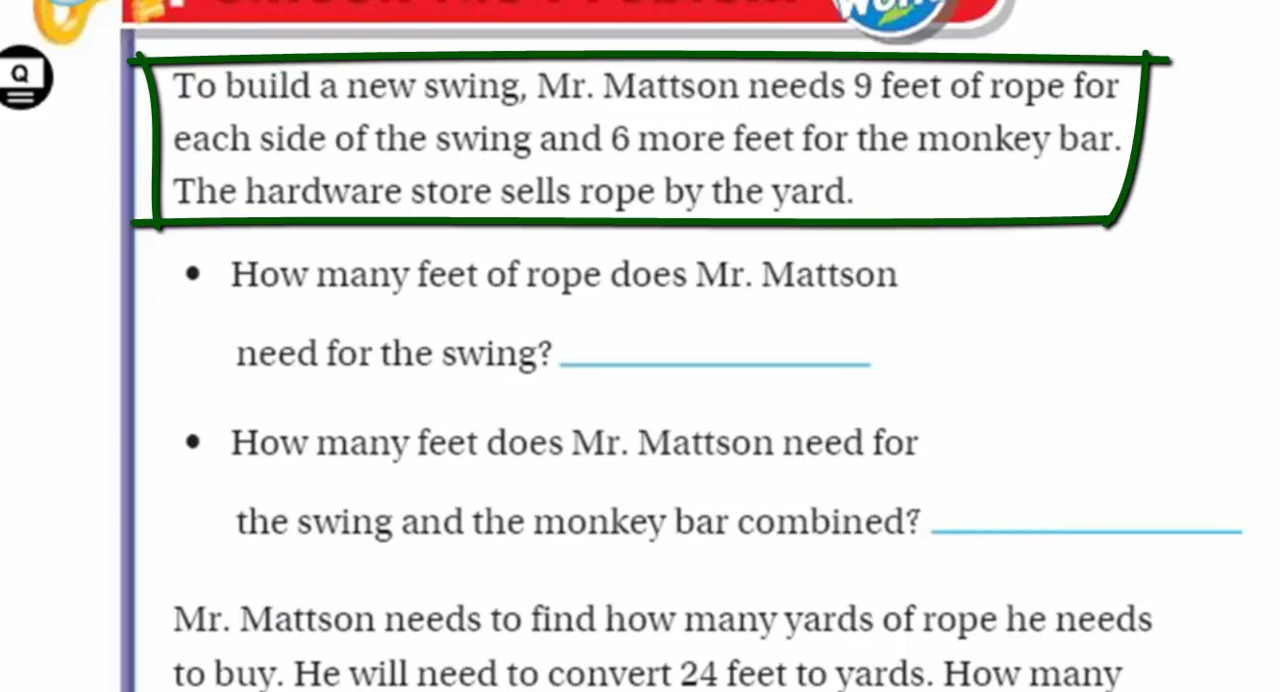 Q
To build a new swing, Mr. Mattson needs 9 feet of rope for
each side of the swing and 6 more feet for the monkey bar.
The hardware store sells rope by the yard.
• How many feet of rope does Mr. Mattson
need for the swing?
• How many feet does Mr. Mattson need for
the swing and the monkey bar combined?
Mr. Mattson needs to find how many yards of rope he needs
to buy. He will need to convert 24 feet to yards. How many